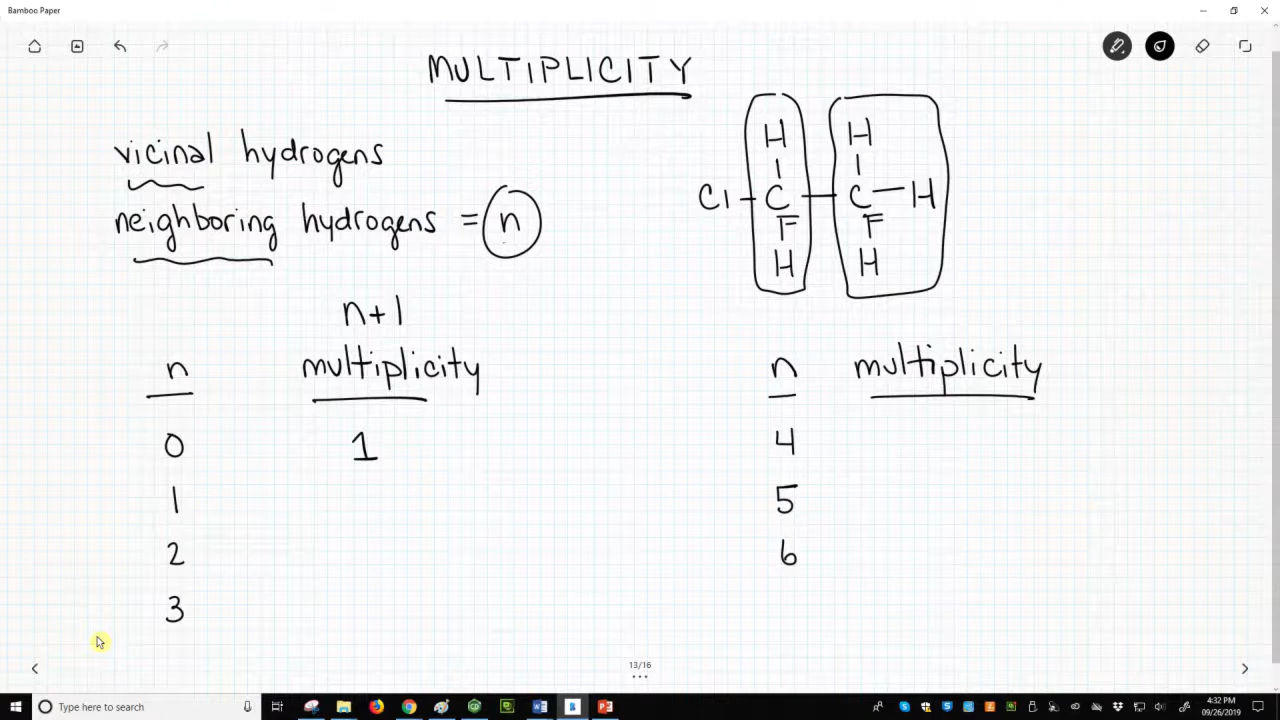 Bamboo Paper
MULTIPLICITY
vicinal hydrogens
neighboring hydrogens = n
H H
Cl C C H
F F
H H
n+1
n multiplicity
0 1
1
2
3
n multiplicity
4
5
6
13/16
Type here to search
4:32 PM
09/26/2019